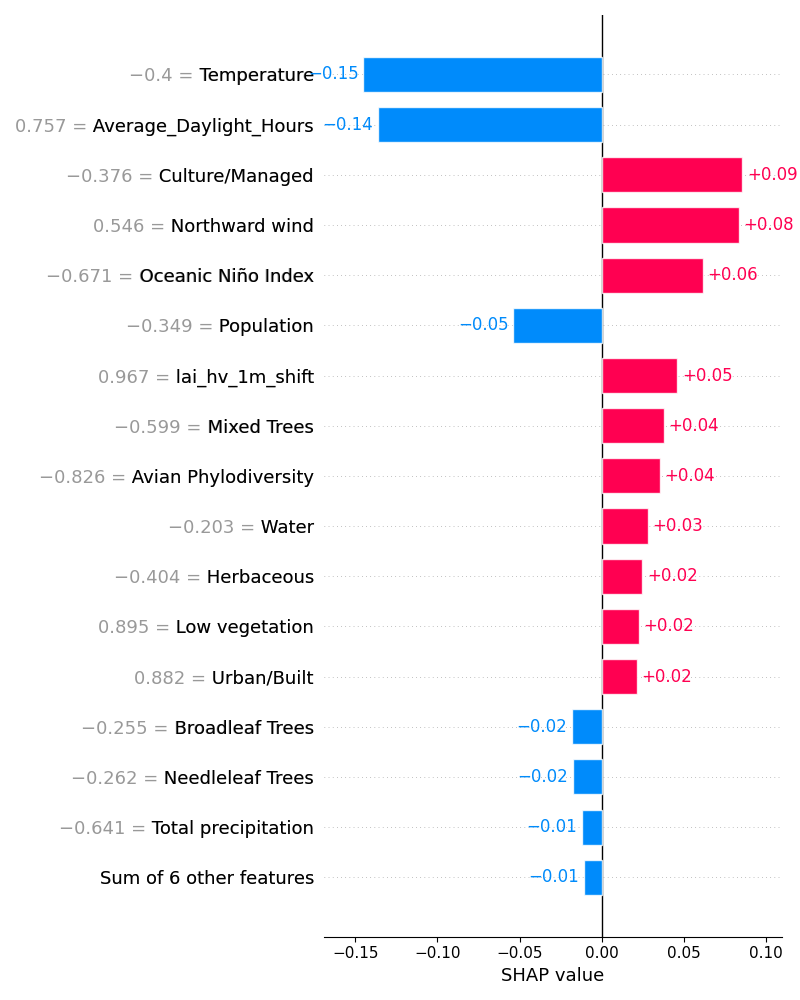 −0.4 = Temperature −0.15
0.757 = Average_Daylight_Hours −0.14
−0.376 = Culture/Managed +0.09
0.546 = Northward wind +0.08
−0.671 = Oceanic Niño Index +0.06
−0.349 = Population −0.05
0.967 = lai_hv_1m_shift +0.05
−0.599 = Mixed Trees +0.04
−0.826 = Avian Phylodiversity +0.04
−0.203 = Water +0.03
−0.404 = Herbaceous +0.02
0.895 = Low vegetation +0.02
0.882 = Urban/Built +0.02
−0.255 = Broadleaf Trees −0.02
−0.262 = Needleleaf Trees −0.02
−0.641 = Total precipitation −0.01
Sum of 6 other features −0.01
−0.15 −0.10 −0.05 0.00 0.05 0.10
SHAP value